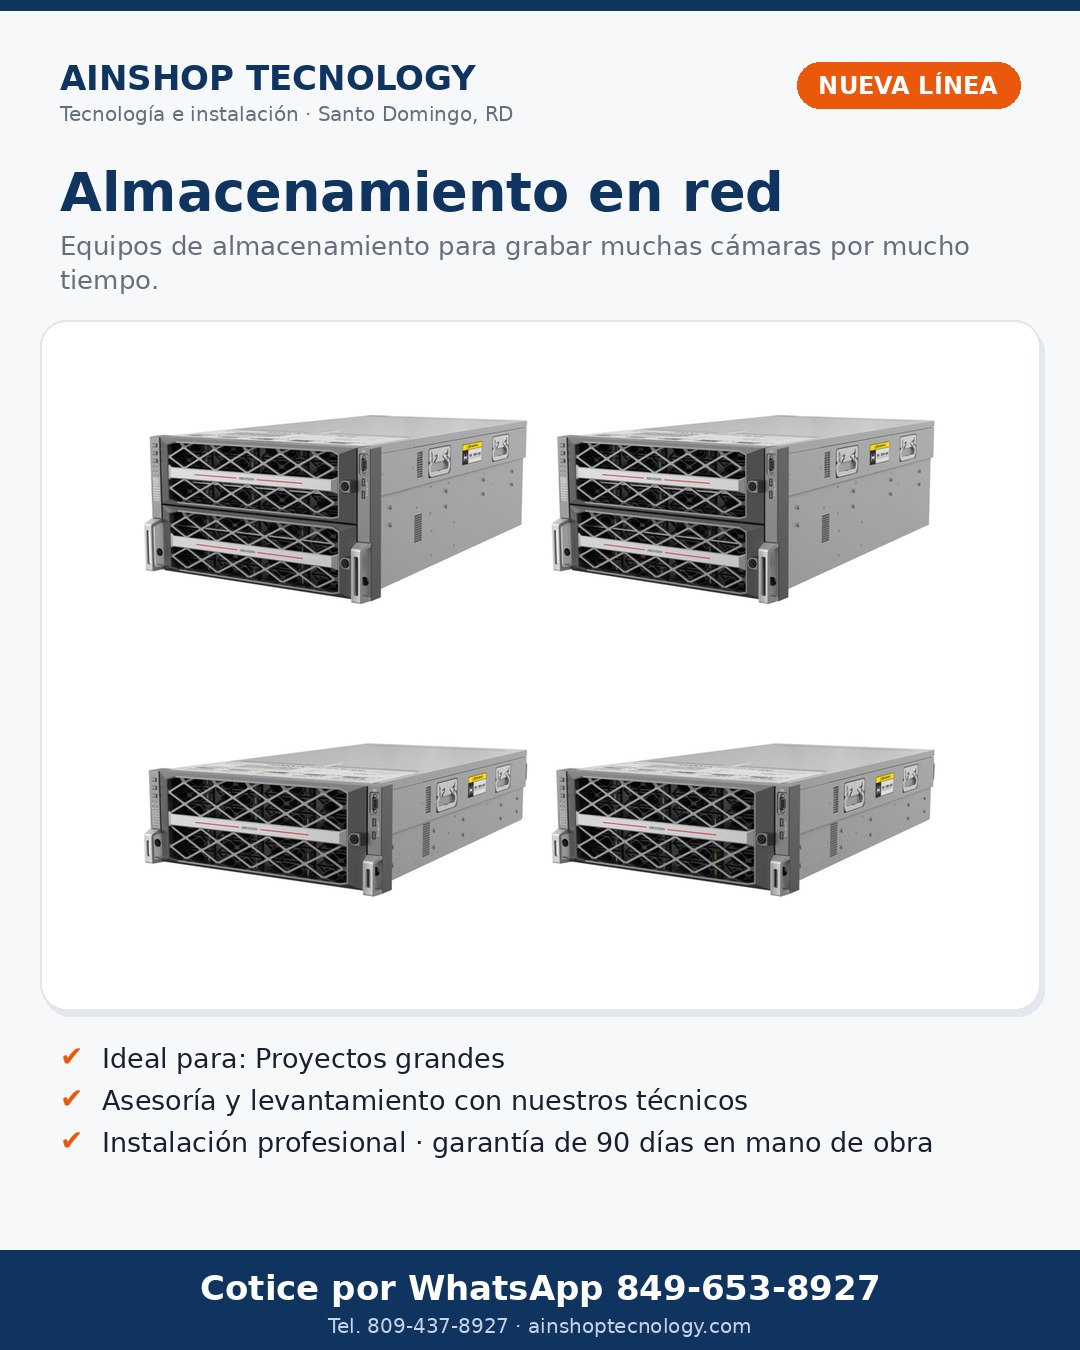 AINSHOP TECNOLOGY
NUEVA LÍNEA
Tecnología e instalación · Santo Domingo, RD
Almacenamiento en red
Equipos de almacenamiento para grabar muchas cámaras por mucho
tiempo.
✔ Ideal para: Proyectos grandes
✔ Asesoría y levantamiento con nuestros técnicos
✔ Instalación profesional · garantía de 90 días en mano de obra
Cotice por WhatsApp 849-653-8927
Tel. 809-437-8927 · ainshoptecnology.com